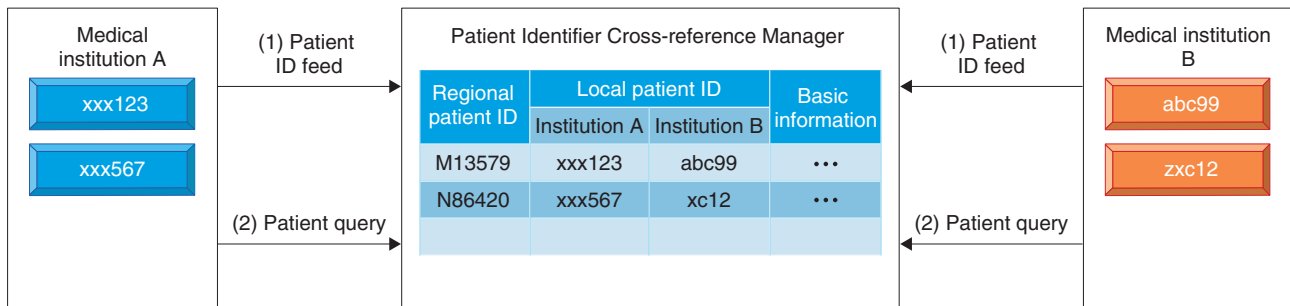 Medical
institution A
xxx123
xxx567
(1) Patient
ID feed
(2) Patient query
Patient Identifier Cross-reference Manager
Regional
patient ID
Local patient ID
Basic
information
Institution A
Institution B
M13579
xxx123
abc99
•••
N86420
xxx567
xc12
•••
(1) Patient
ID feed
(2) Patient query
Medical institution
B
abc99
zxc12